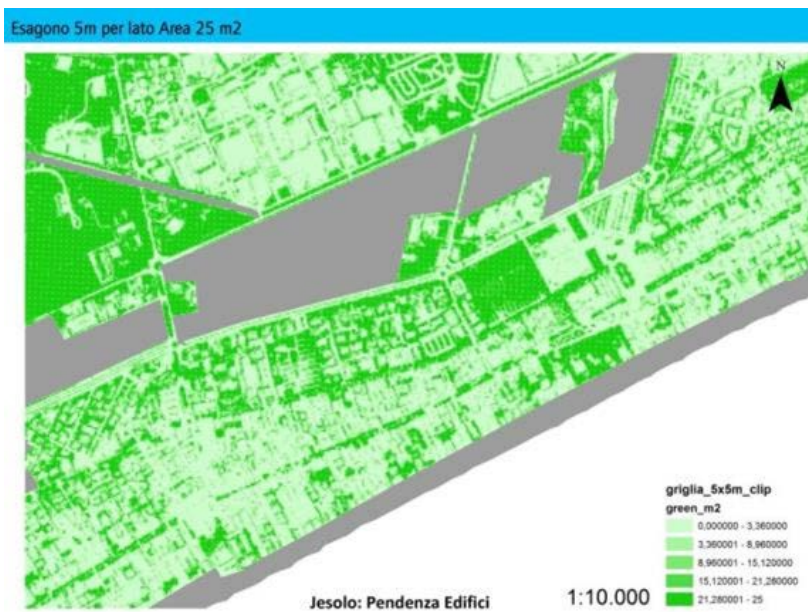 Esagono 5m per lato Area 25 m2
N
griglia_5x5m_clip
green_m2
0,000000 - 3,360000
3,360001 - 8,960000
8,960001 - 15,120000
15,120001 - 21,280000
21,280001 - 25
Jesolo: Pendenza Edifici
1:10.000